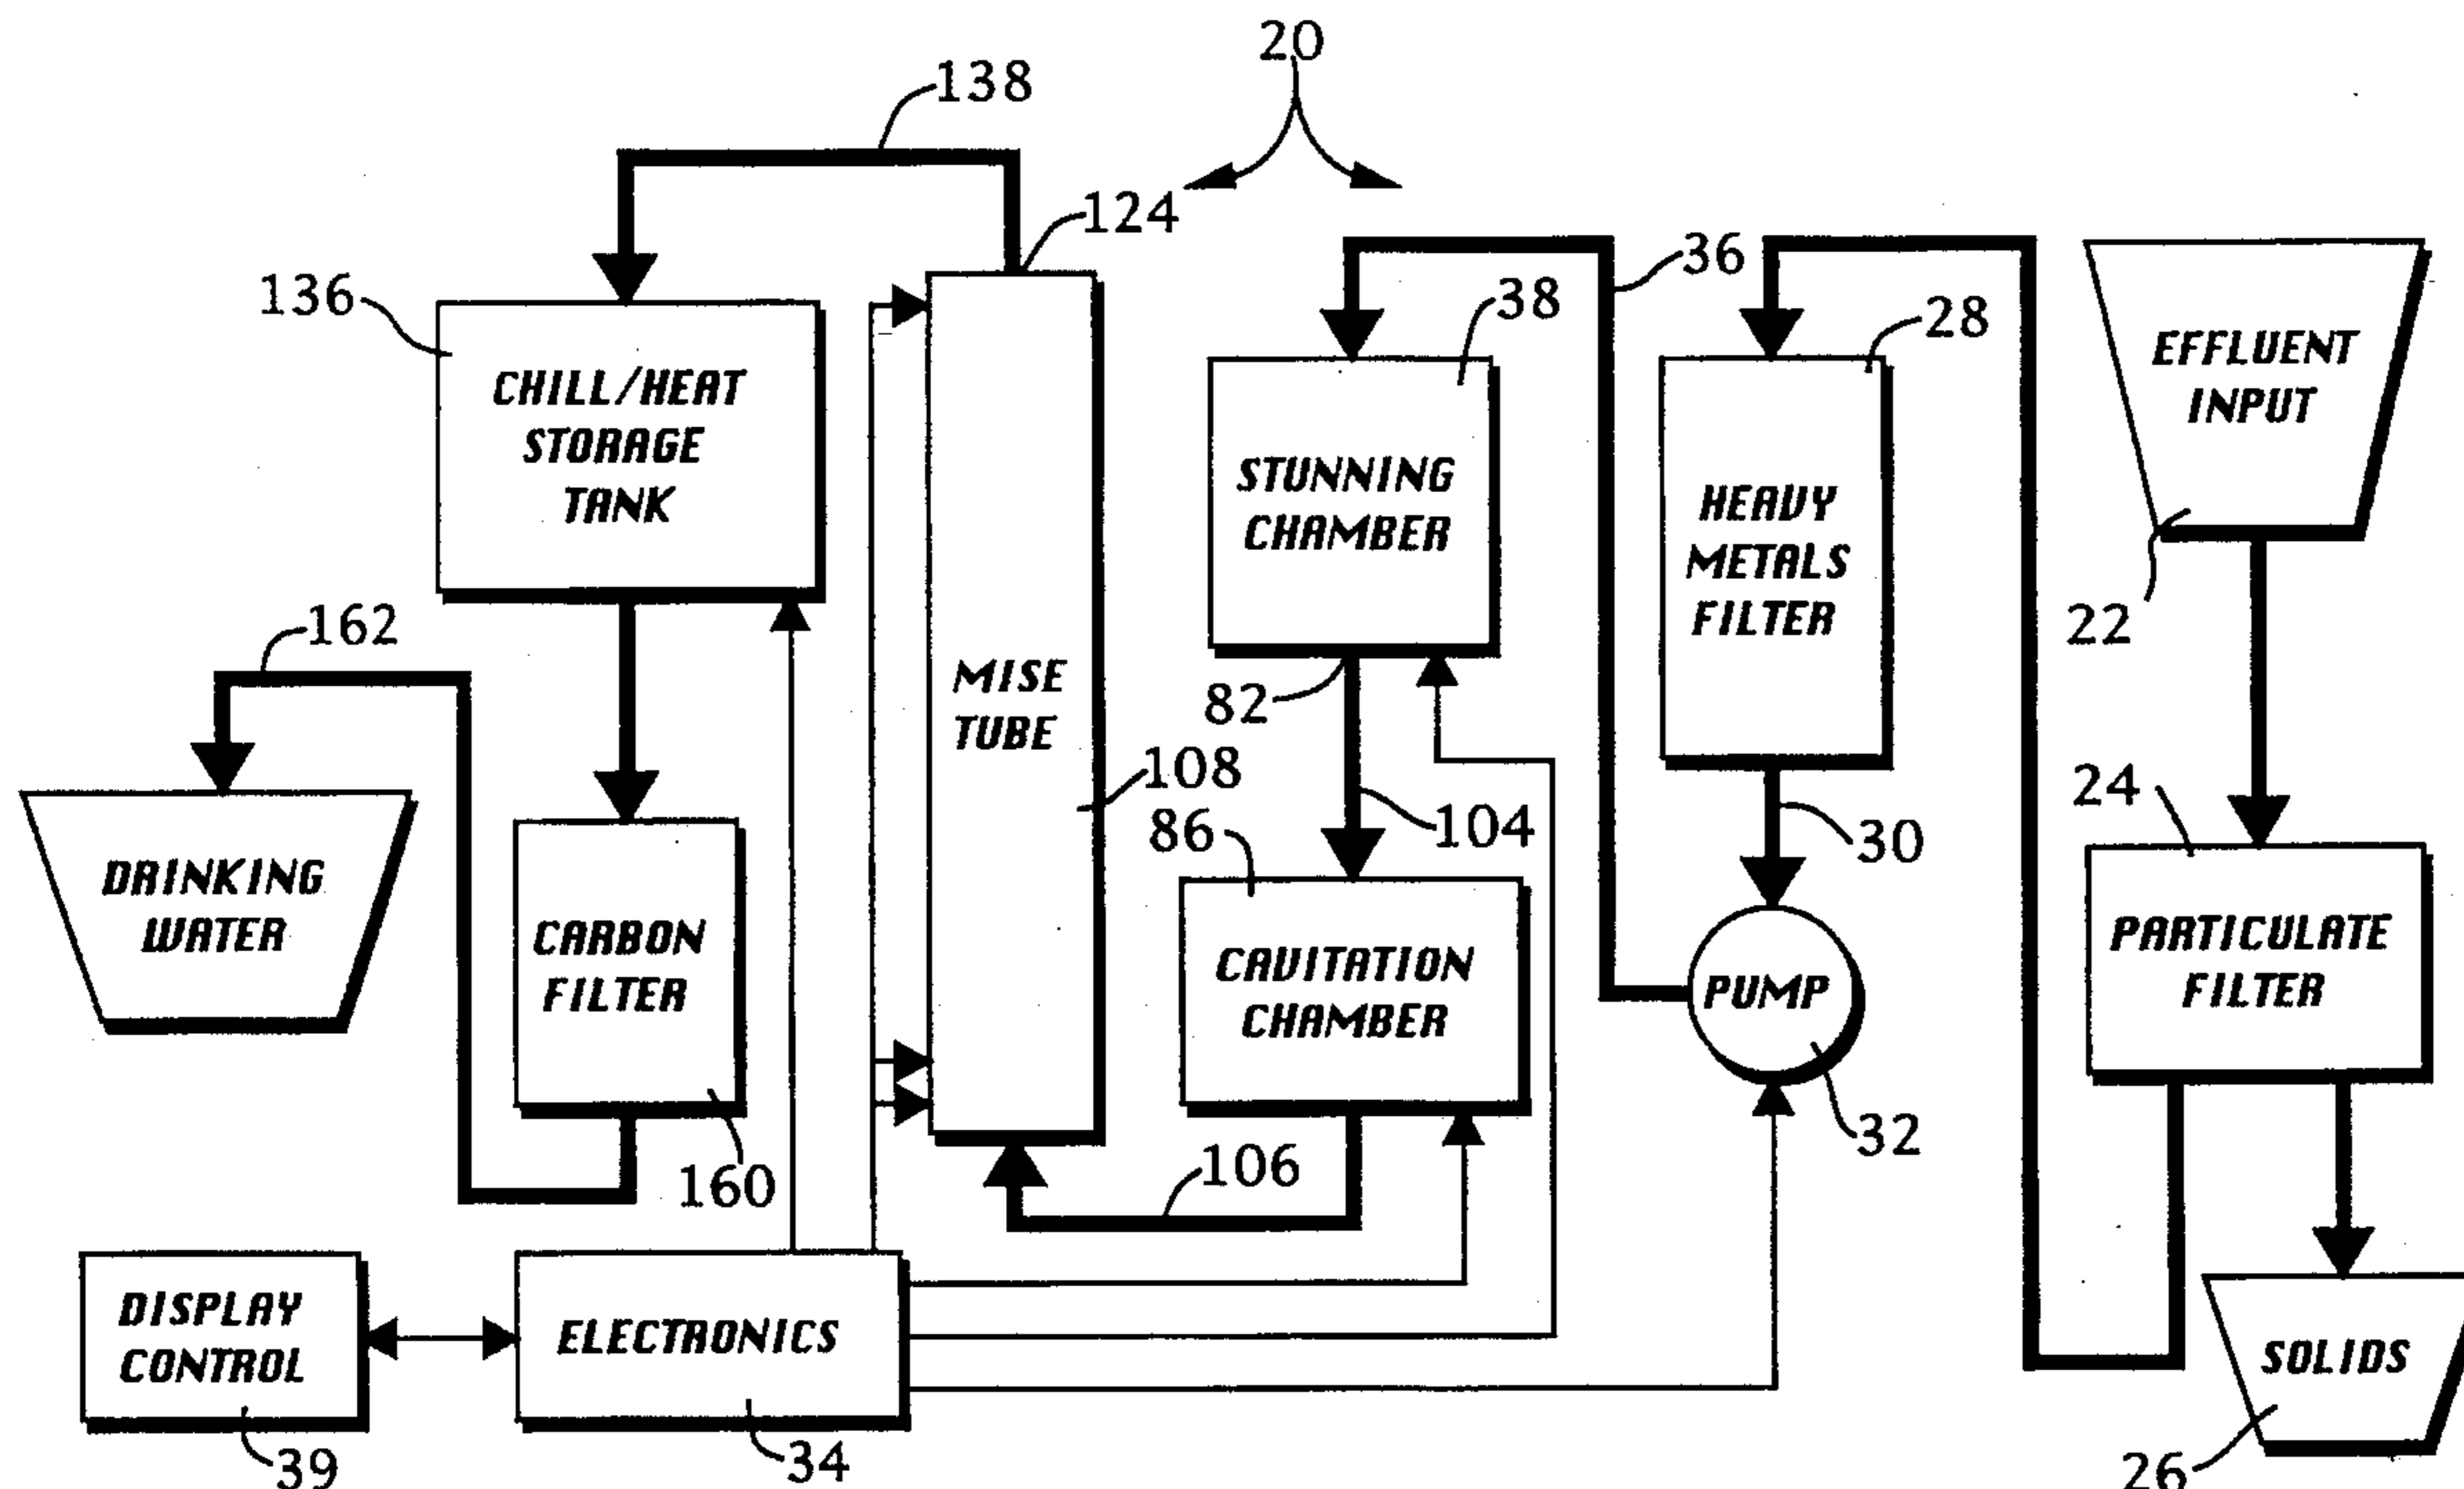 20
138
124
136
36
38
28
EFFLUENT
INPUT
CHILL/HEAT
STORAGE
TANK
STUNNING
CHAMBER
HEAVY
METALS
FILTER
22
162
82
MISE
TUBE
108
86
104
30
24
DRINKING
WATER
CARBON
FILTER
CAVITATION
CHAMBER
PUMP
PARTICULATE
FILTER
32
160
106
DISPLAY
CONTROL
ELECTRONICS
SOLIDS
39
34
26